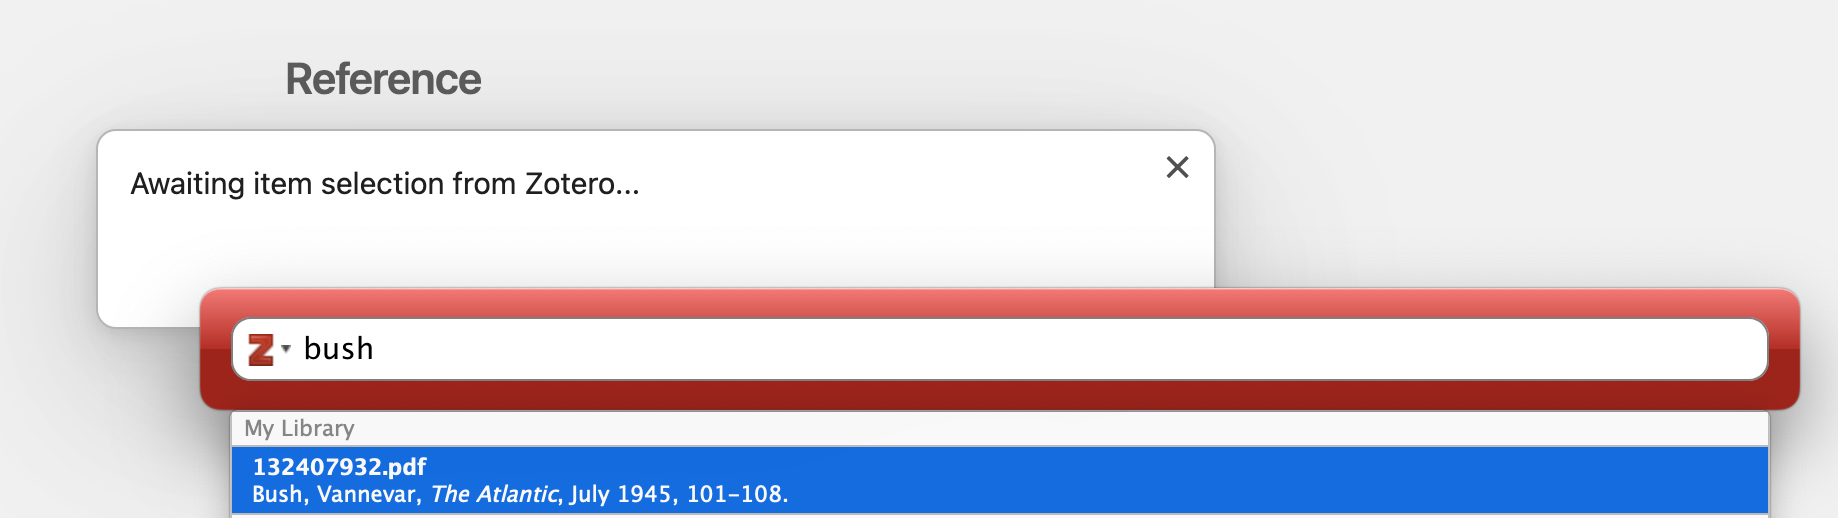 Reference
Awaiting item selection from Zotero...
Z bush
My Library
132407932.pdf
Bush, Vannevar, The Atlantic, July 1945, 101–108.